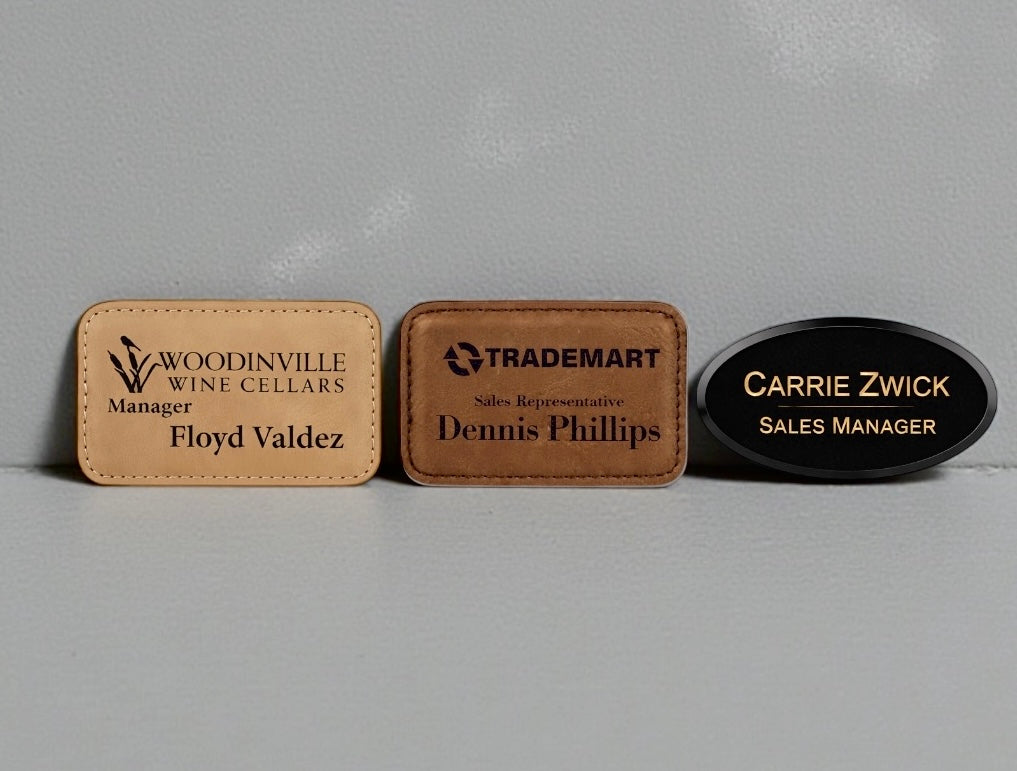 WOODINVILLE
WINE CELLARS
Manager
Floyd Valdez
TRADEMART
Sales Representative
Dennis Phillips
CARRIE ZWICK
SALES MANAGER